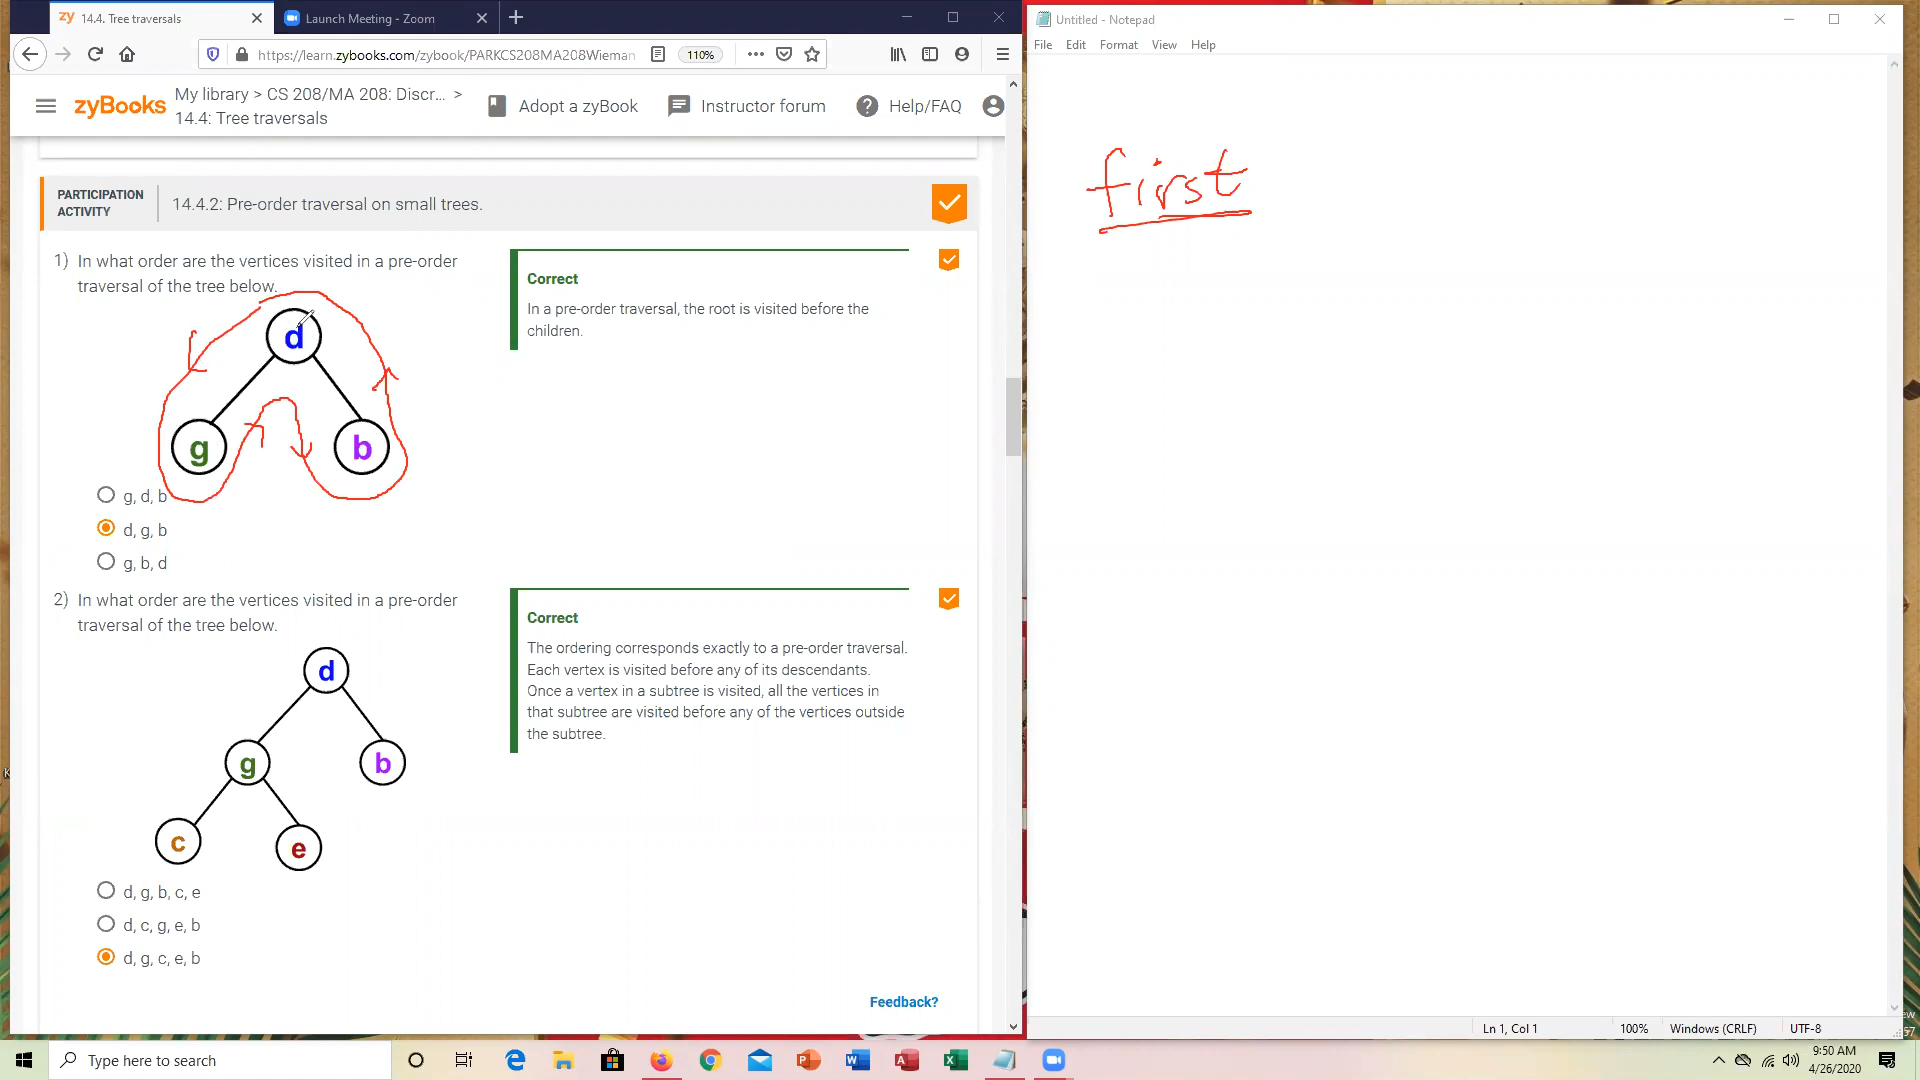 zy 14.4. Tree traversals
Launch Meeting - Zoom
https://learn.zybooks.com/zybook/PARKCS208MA208Wieman
110%
zyBooks
My library > CS 208/MA 208: Discr... >
14.4: Tree traversals
Adopt a zyBook
Instructor forum
Help/FAQ
PARTICIPATION
ACTIVITY
14.4.2: Pre-order traversal on small trees.
1) In what order are the vertices visited in a pre-order
traversal of the tree below.
d
g
b
g, d, b
d, g, b
g, b, d
Correct
In a pre-order traversal, the root is visited before the
children.
2) In what order are the vertices visited in a pre-order
traversal of the tree below.
d
g
b
c
e
d, g, b, c, e
d, c, g, e, b
d, g, c, e, b
Correct
The ordering corresponds exactly to a pre-order traversal.
Each vertex is visited before any of its descendants.
Once a vertex in a subtree is visited, all the vertices in
that subtree are visited before any of the vertices outside
the subtree.
Feedback?
Untitled - Notepad
File Edit Format View Help
first
Ln 1, Col 1
100%
Windows (CRLF)
UTF-8
Type here to search
9:50 AM
4/26/2020